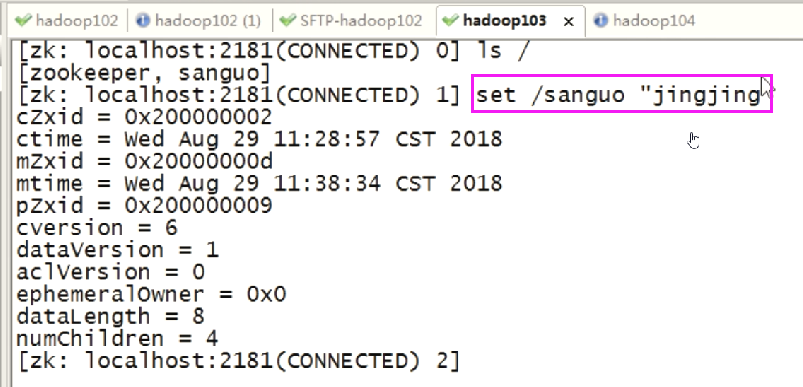 hadoop102 hadoop102 (1) SFTP-hadoop102 hadoop103 × hadoop104
[zk: localhost:2181(CONNECTED) 0] ls /
[zookeeper, sanguo]
[zk: localhost:2181(CONNECTED) 1] set /sanguo "jingjing
cZxid = 0x200000002
ctime = Wed Aug 29 11:28:57 CST 2018
mZxid = 0x20000000d
mtime = Wed Aug 29 11:38:34 CST 2018
pZxid = 0x200000009
cversion = 6
dataVersion = 1
aclVersion = 0
ephemeralOwner = 0x0
dataLength = 8
numChildren = 4
[zk: localhost:2181(CONNECTED) 2]